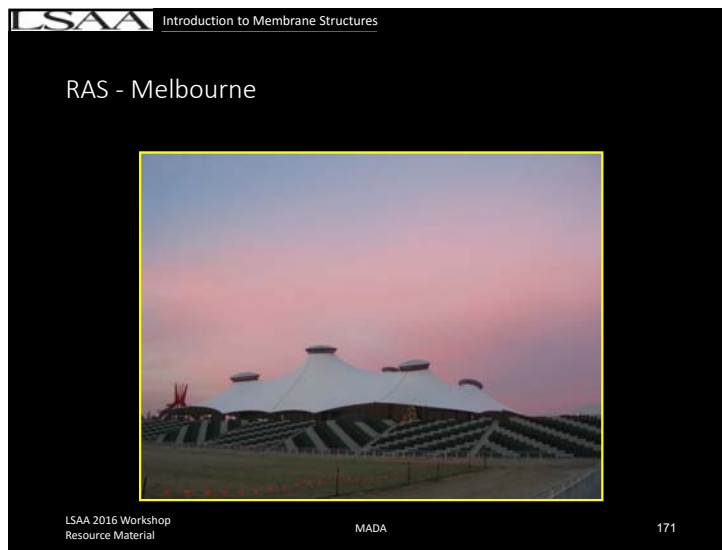 LSAA Introduction to Membrane Structures
RAS - Melbourne
LSAA 2016 Workshop
Resource Material
MADA
171